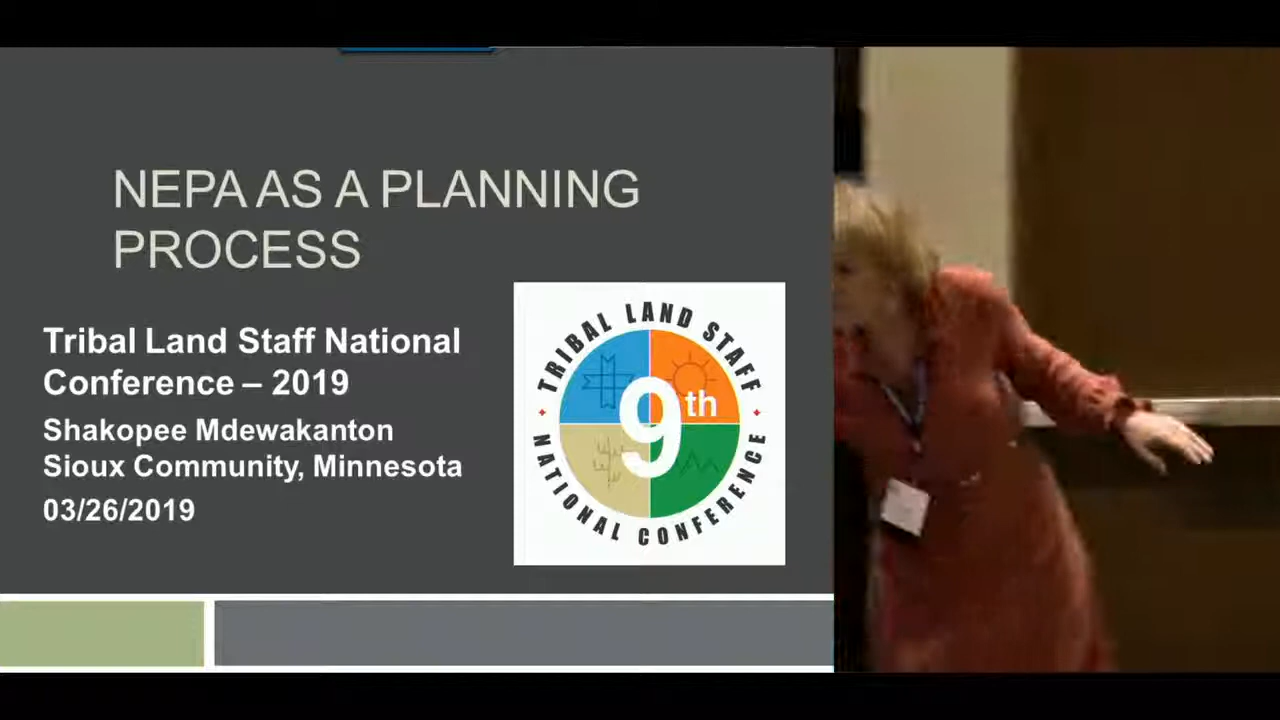 NEPA AS A PLANNING
PROCESS
Tribal Land Staff National
Conference – 2019
Shakopee Mdewakanton
Sioux Community, Minnesota
03/26/2019
TRIBAL LAND STAFF
9th
NATIONAL CONFERENCE